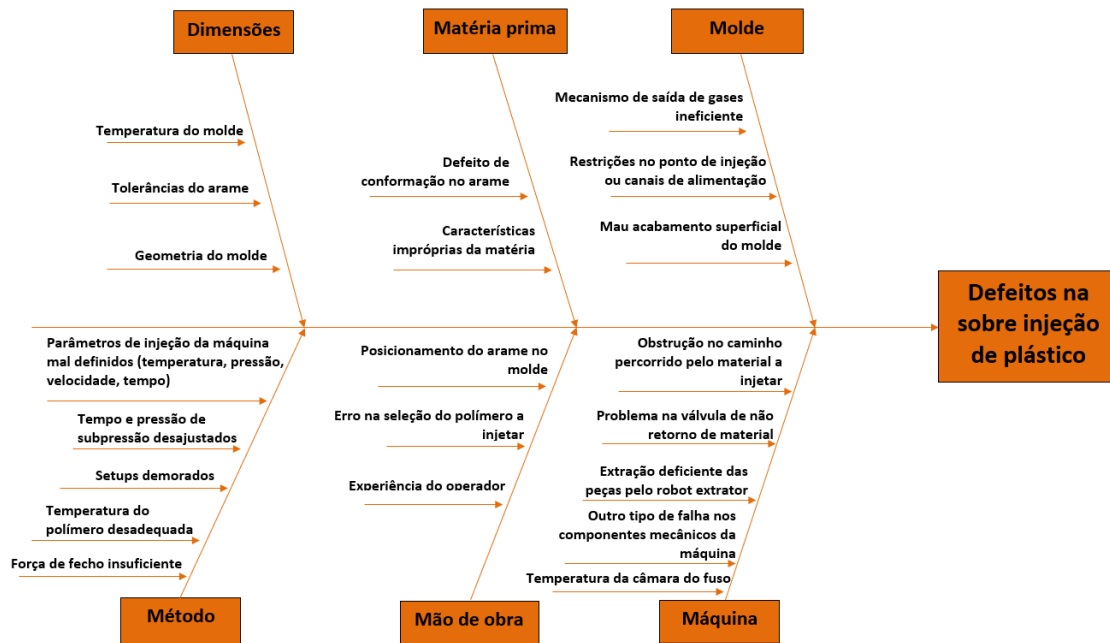 Dimensões
Matéria prima
Molde
Temperatura do molde
Tolerâncias do arame
Geometria do molde
Defeito de
conformação no arame
Características
impróprias da matéria
Mecanismo de saída de gases
ineficiente
Restrições no ponto de injeção
ou canais de alimentação
Mau acabamento superficial
do molde
Defeitos na
sobre injeção
de plástico
Parâmetros de injeção da máquina
mal definidos (temperatura, pressão,
velocidade, tempo)
Tempo e pressão de
subpressão desajustados
Setups demorados
Temperatura do
polímero desadequada
Força de fecho insuficiente
Posicionamento do arame no
molde
Erro na seleção do polímero a
injetar
Experiência do operador
Obstrução no caminho
percorrido pelo material a
injetar
Problema na válvula de não
retorno de material
Extração deficiente das
peças pelo robot extrator
Outro tipo de falha nos
componentes mecânicos da
máquina
Temperatura da câmara do fuso
Método
Mão de obra
Máquina